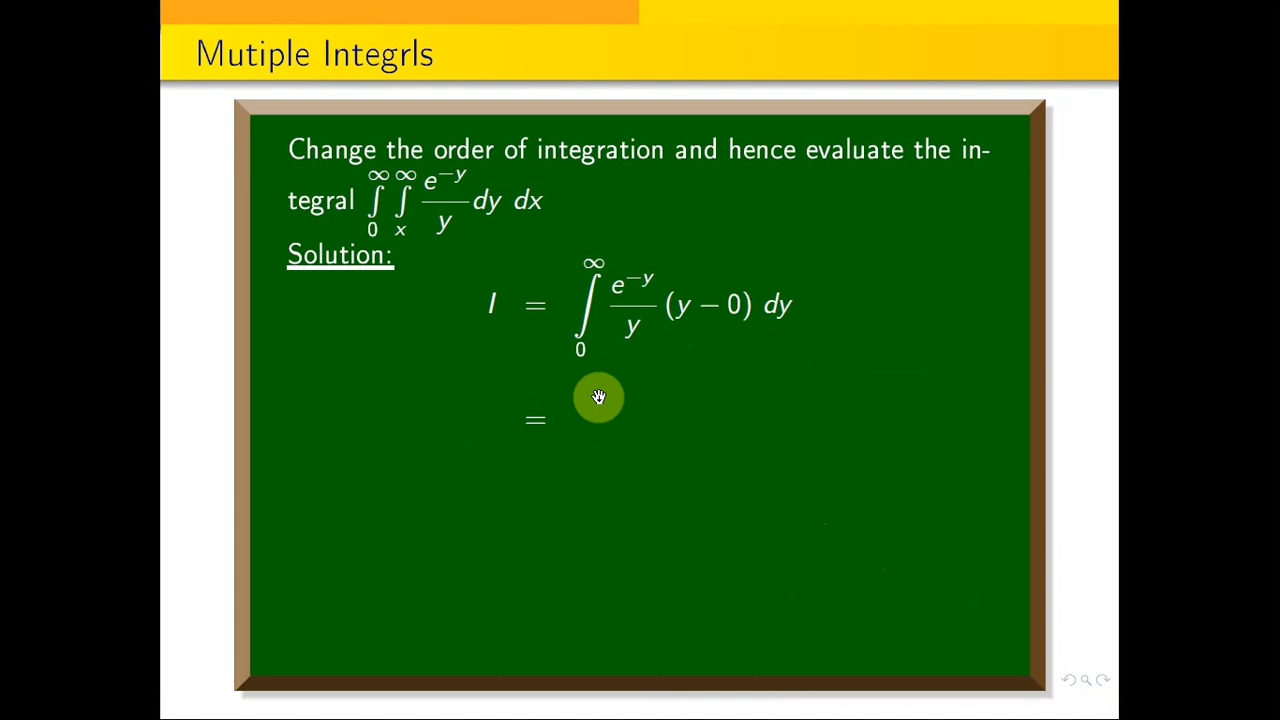 Mutiple Integrls
Change the order of integration and hence evaluate the in-
tegral ∫₀^∞ ∫ₓ^∞ e^{−y}/y dy dx
Solution:
I = ∫₀^∞ e^{−y}/y (y − 0) dy
=